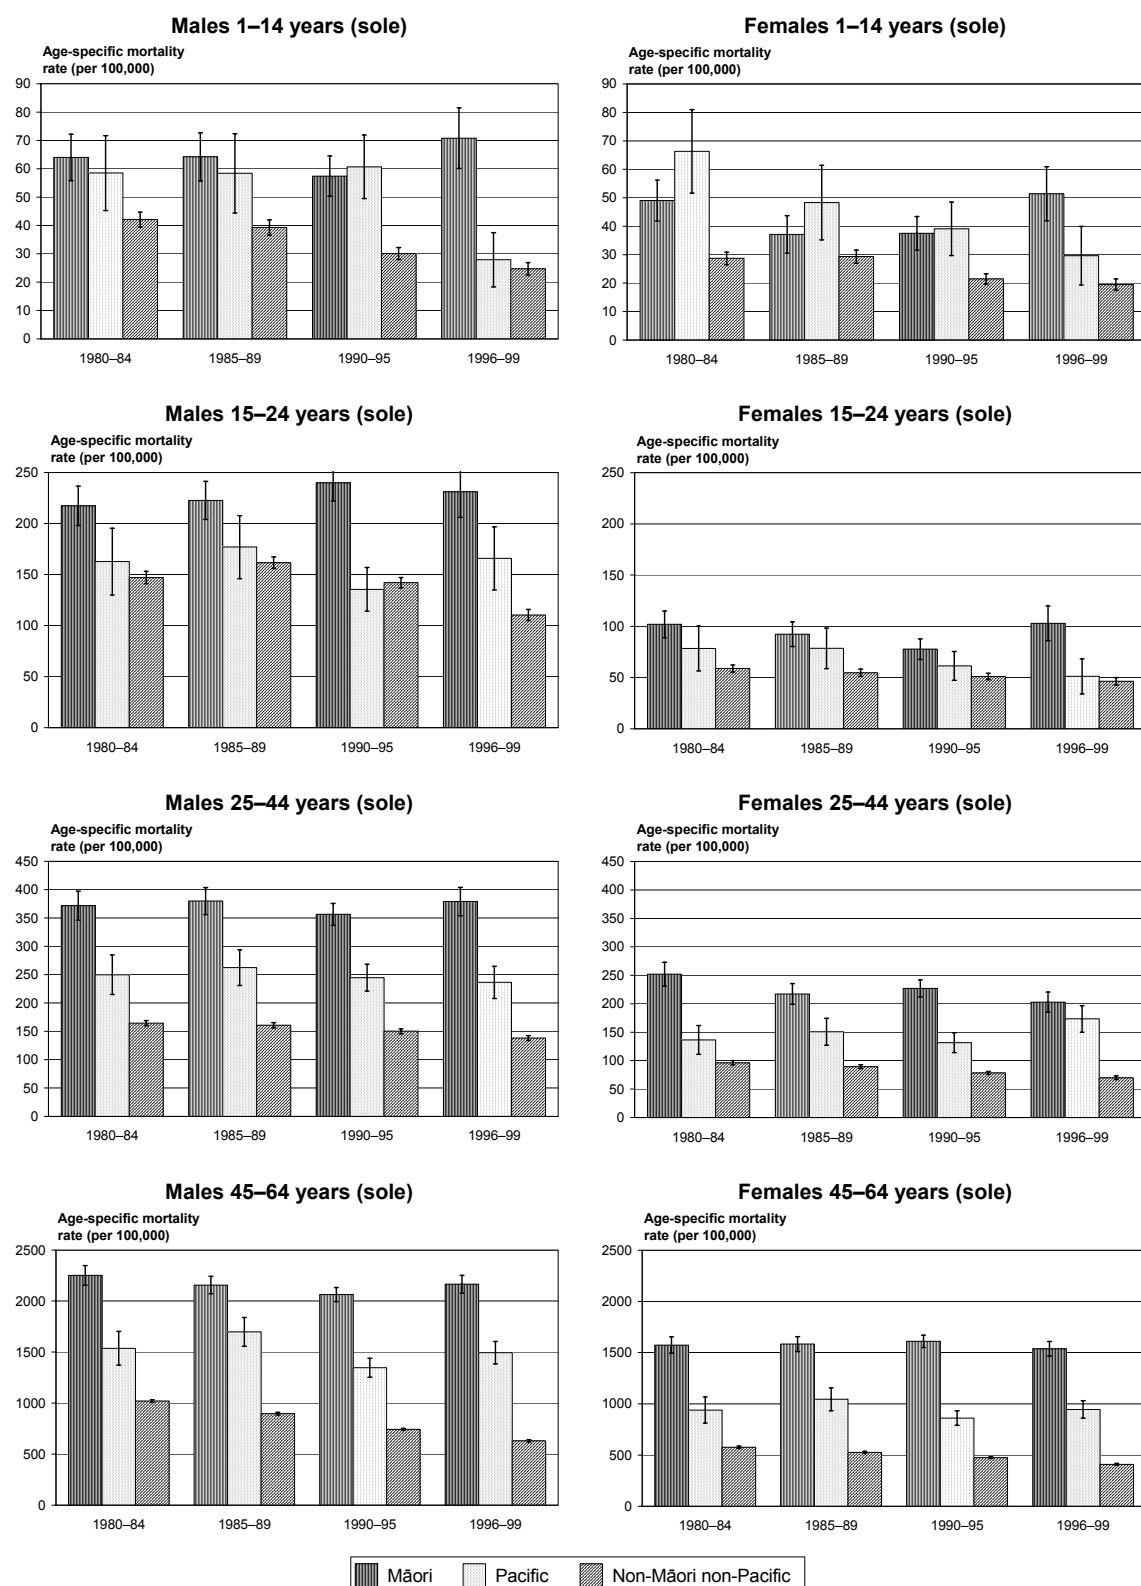 Males 1–14 years (sole)
Age-specific mortality
rate (per 100,000)
90
80
70
60
50
40
30
20
10
0
1980–84 1985–89 1990–95 1996–99
Females 1–14 years (sole)
Age-specific mortality
rate (per 100,000)
90
80
70
60
50
40
30
20
10
0
1980–84 1985–89 1990–95 1996–99
Males 15–24 years (sole)
Age-specific mortality
rate (per 100,000)
250
200
150
100
50
0
1980–84 1985–89 1990–95 1996–99
Females 15–24 years (sole)
Age-specific mortality
rate (per 100,000)
250
200
150
100
50
0
1980–84 1985–89 1990–95 1996–99
Males 25–44 years (sole)
Age-specific mortality
rate (per 100,000)
450
400
350
300
250
200
150
100
50
0
1980–84 1985–89 1990–95 1996–99
Females 25–44 years (sole)
Age-specific mortality
rate (per 100,000)
450
400
350
300
250
200
150
100
50
0
1980–84 1985–89 1990–95 1996–99
Males 45–64 years (sole)
Age-specific mortality
rate (per 100,000)
2500
2000
1500
1000
500
0
1980–84 1985–89 1990–95 1996–99
Females 45–64 years (sole)
Age-specific mortality
rate (per 100,000)
2500
2000
1500
1000
500
0
1980–84 1985–89 1990–95 1996–99
Māori Pacific Non-Māori non-Pacific